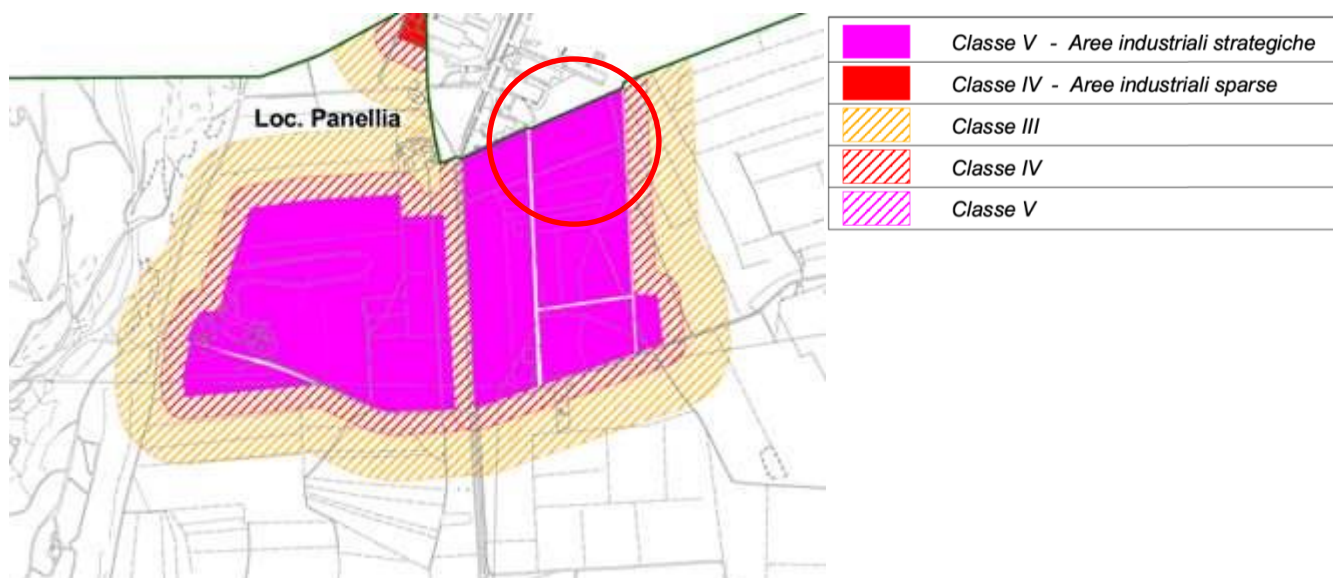 Loc. Panellia
Classe V - Aree industriali strategiche
Classe IV - Aree industriali sparse
Classe III
Classe IV
Classe V